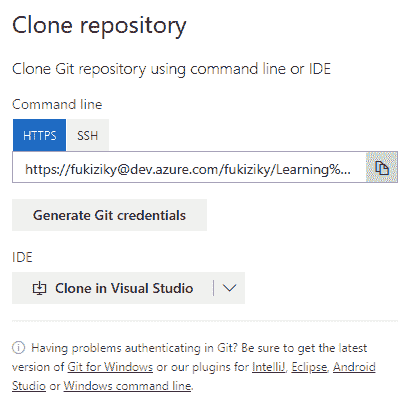 Clone repository
Clone Git repository using command line or IDE
Command line
HTTPS SSH
https://fukiziky@dev.azure.com/fukiziky/Learning%...
Generate Git credentials
IDE
Clone in Visual Studio
Having problems authenticating in Git? Be sure to get the latest
version of Git for Windows or our plugins for IntelliJ, Eclipse, Android
Studio or Windows command line.